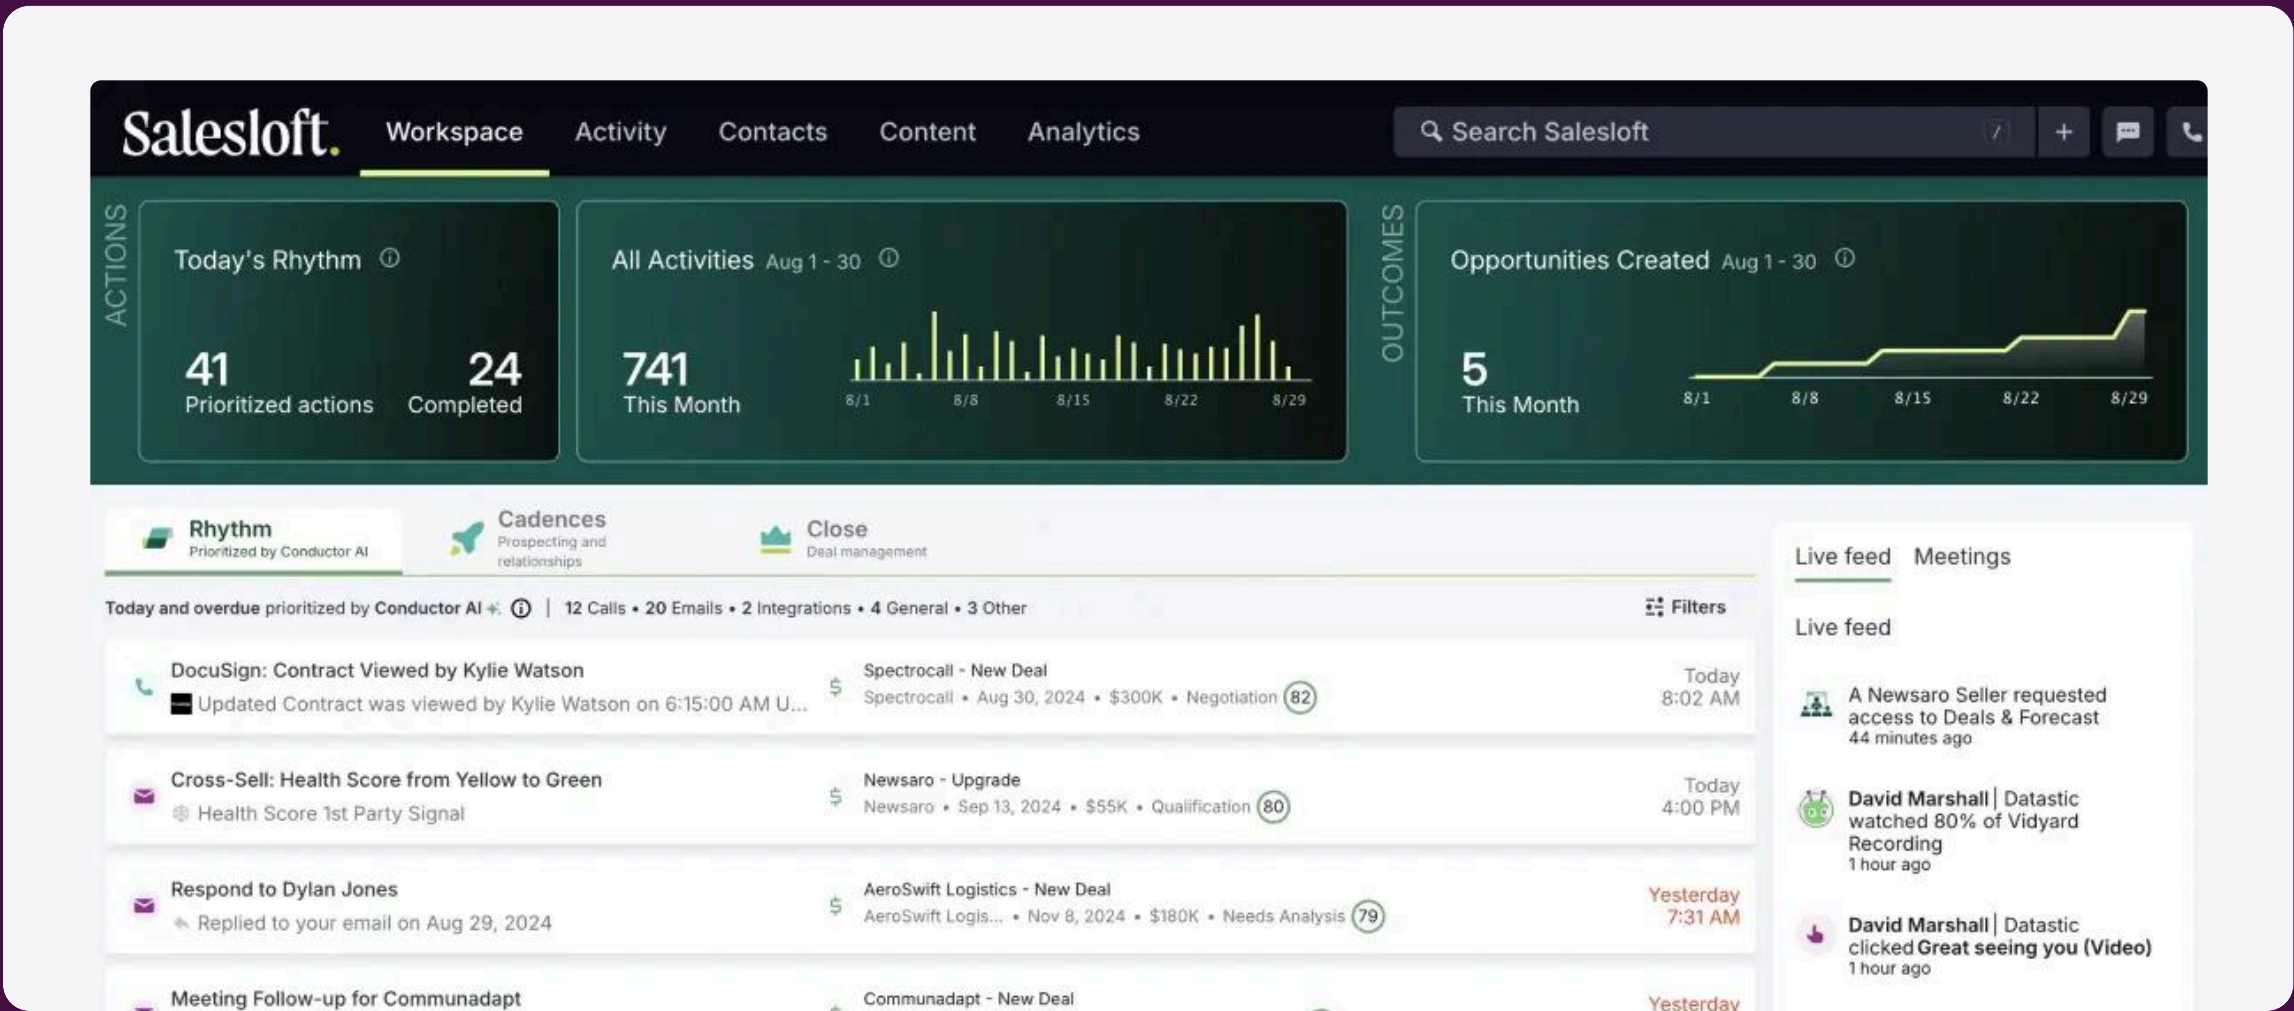 Salesloft.
Workspace
Activity
Contacts
Content
Analytics
Search Salesloft
/
+
ACTIONS
Today's Rhythm
41
Prioritized actions
24
Completed
All Activities Aug 1 - 30
741
This Month
8/1 8/8 8/15 8/22 8/29
OUTCOMES
Opportunities Created Aug 1 - 30
5
This Month
8/1 8/8 8/15 8/22 8/29
Rhythm
Prioritized by Conductor AI
Cadences
Prospecting and
relationships
Close
Deal management
Today and overdue prioritized by Conductor AI | 12 Calls • 20 Emails • 2 Integrations • 4 General • 3 Other
Filters
DocuSign: Contract Viewed by Kylie Watson
Updated Contract was viewed by Kylie Watson on 6:15:00 AM U...
$
Spectrocall - New Deal
Spectrocall • Aug 30, 2024 • $300K • Negotiation 82
Today
8:02 AM
Cross-Sell: Health Score from Yellow to Green
Health Score 1st Party Signal
$
Newsaro - Upgrade
Newsaro • Sep 13, 2024 • $55K • Qualification 80
Today
4:00 PM
Respond to Dylan Jones
Replied to your email on Aug 29, 2024
$
AeroSwift Logistics - New Deal
AeroSwift Logis... • Nov 8, 2024 • $180K • Needs Analysis 79
Yesterday
7:31 AM
Meeting Follow-up for Communadapt
Communadapt - New Deal
Yesterday
Live feed
Meetings
Live feed
A Newsaro Seller requested
access to Deals & Forecast
44 minutes ago
David Marshall | Datastic
watched 80% of Vidyard
Recording
1 hour ago
David Marshall | Datastic
clicked Great seeing you (Video)
1 hour ago